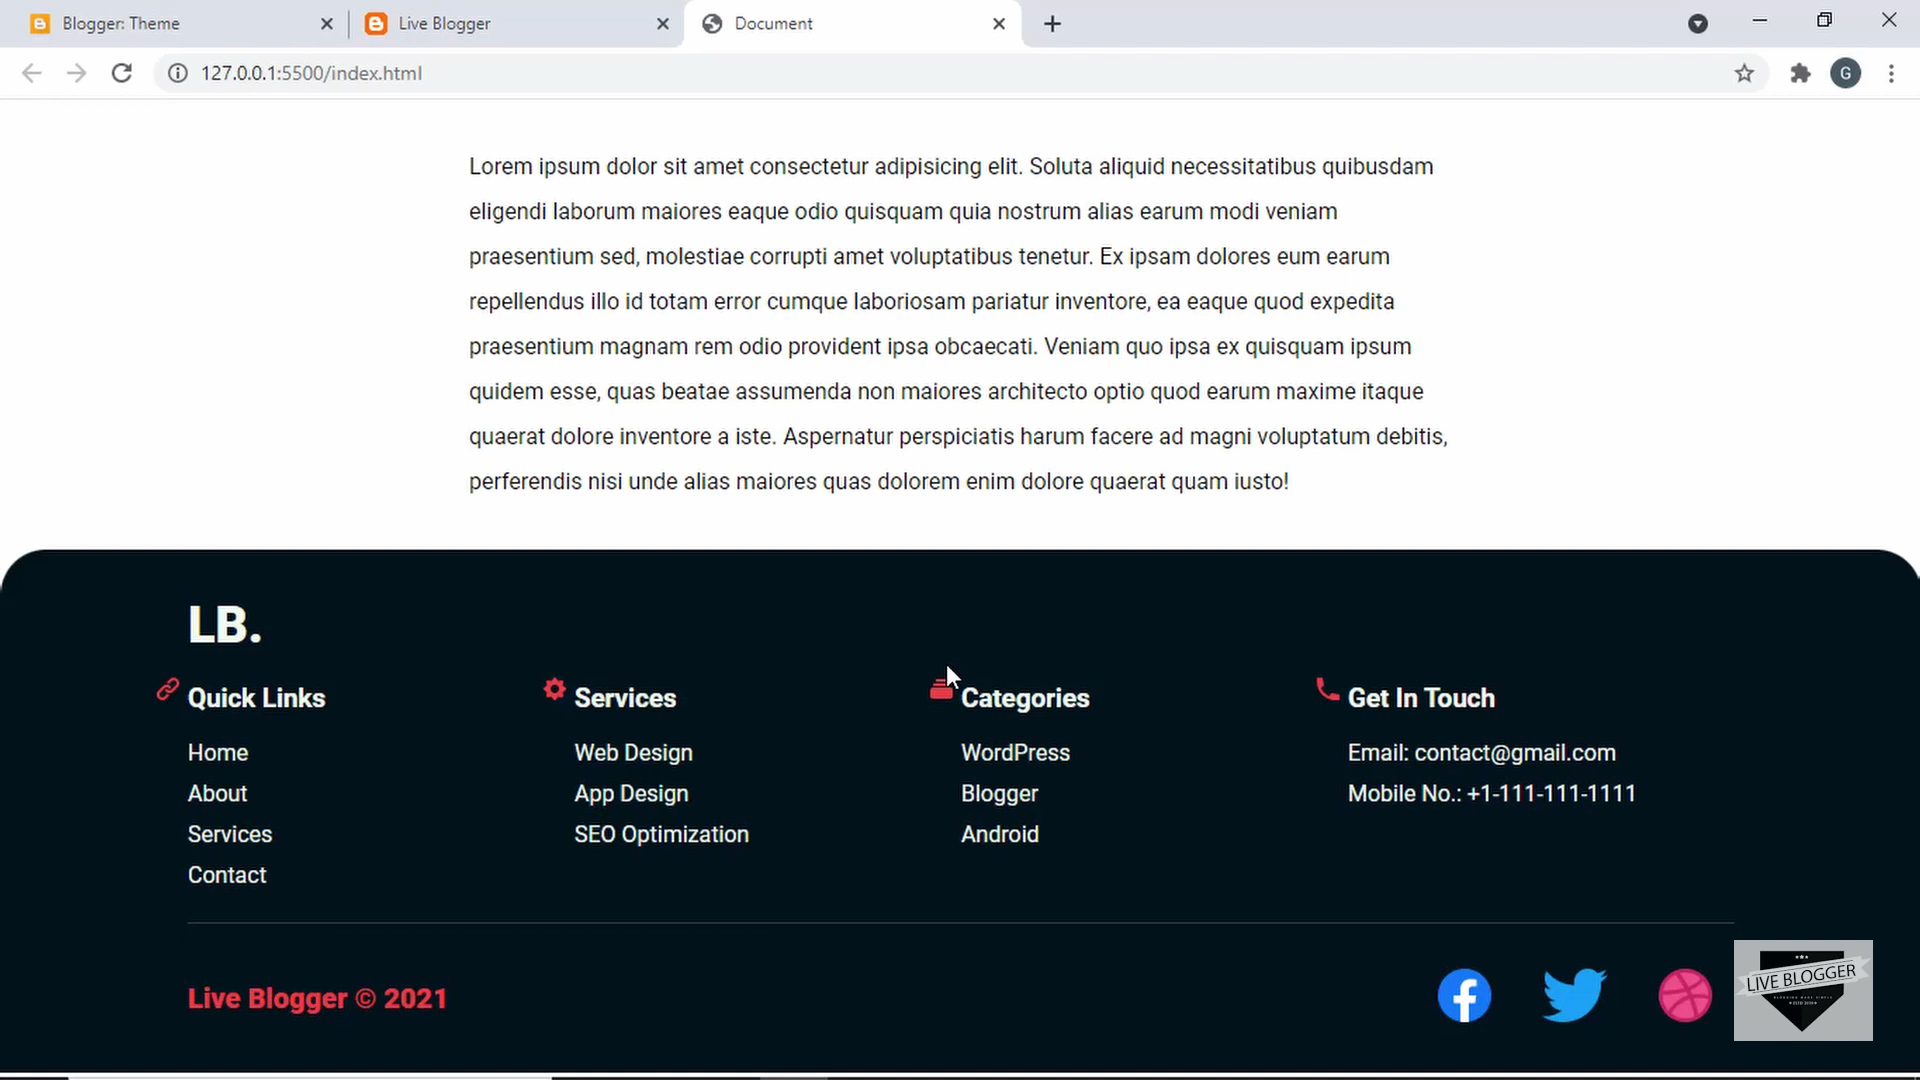 Blogger: Theme
Live Blogger
Document
127.0.0.1:5500/index.html
G
Lorem ipsum dolor sit amet consectetur adipisicing elit. Soluta aliquid necessitatibus quibusdam
eligendi laborum maiores eaque odio quisquam quia nostrum alias earum modi veniam
praesentium sed, molestiae corrupti amet voluptatibus tenetur. Ex ipsam dolores eum earum
repellendus illo id totam error cumque laboriosam pariatur inventore, ea eaque quod expedita
praesentium magnam rem odio provident ipsa obcaecati. Veniam quo ipsa ex quisquam ipsum
quidem esse, quas beatae assumenda non maiores architecto optio quod earum maxime itaque
quaerat dolore inventore a iste. Aspernatur perspiciatis harum facere ad magni voluptatum debitis,
perferendis nisi unde alias maiores quas dolorem enim dolore quaerat quam iusto!
LB.
Quick Links
Home
About
Services
Contact
Services
Web Design
App Design
SEO Optimization
Categories
WordPress
Blogger
Android
Get In Touch
Email: contact@gmail.com
Mobile No.: +1-111-111-1111
Live Blogger © 2021
LIVE BLOGGER